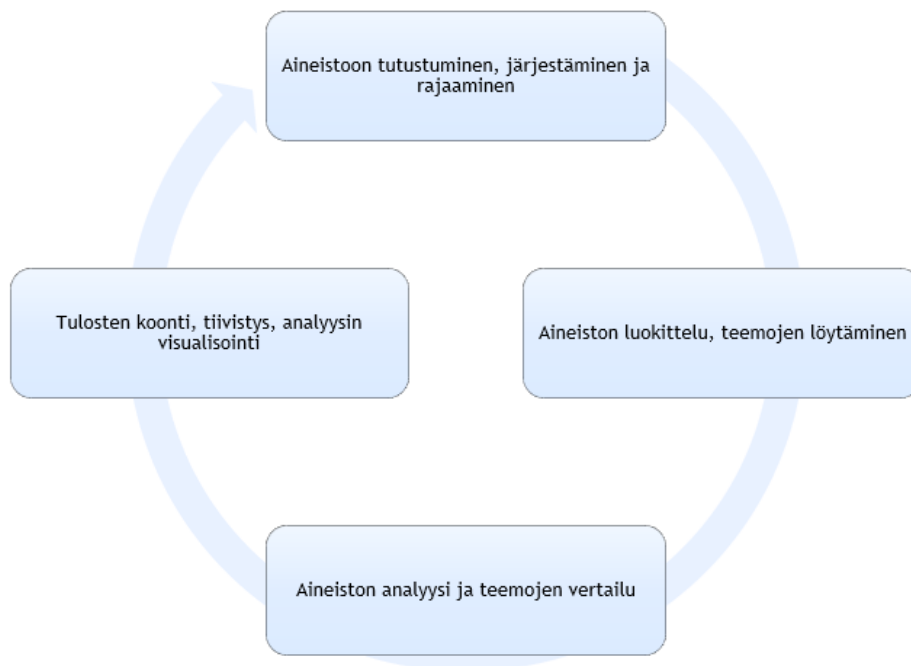 Aineistoon tutustuminen, järjestäminen ja
rajaaminen
Aineiston luokittelu, teemojen löytäminen
Aineiston analyysi ja teemojen vertailu
Tulosten koonti, tiivistys, analyysin
visualisointi